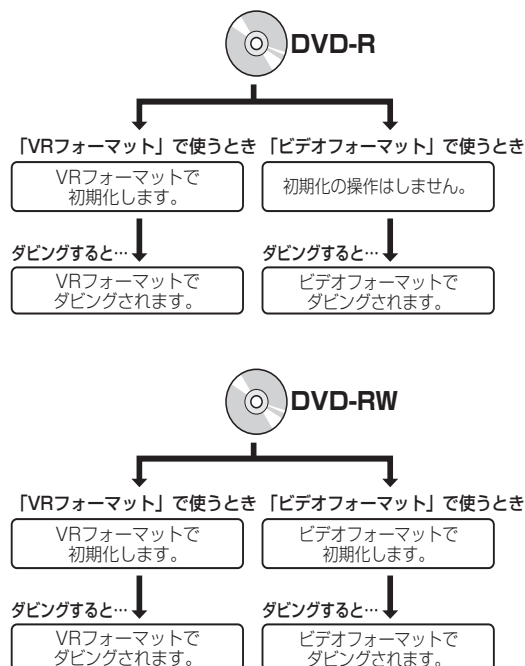 DVD-R
「VRフォーマット」で使うとき
「ビデオフォーマット」で使うとき
VRフォーマットで
初期化します。
初期化の操作はしません。
ダビングすると…
ダビングすると…
VRフォーマットで
ダビングされます。
ビデオフォーマットで
ダビングされます。
DVD-RW
「VRフォーマット」で使うとき
「ビデオフォーマット」で使うとき
VRフォーマットで
初期化します。
ビデオフォーマットで
初期化します。
ダビングすると…
ダビングすると…
VRフォーマットで
ダビングされます。
ビデオフォーマットで
ダビングされます。